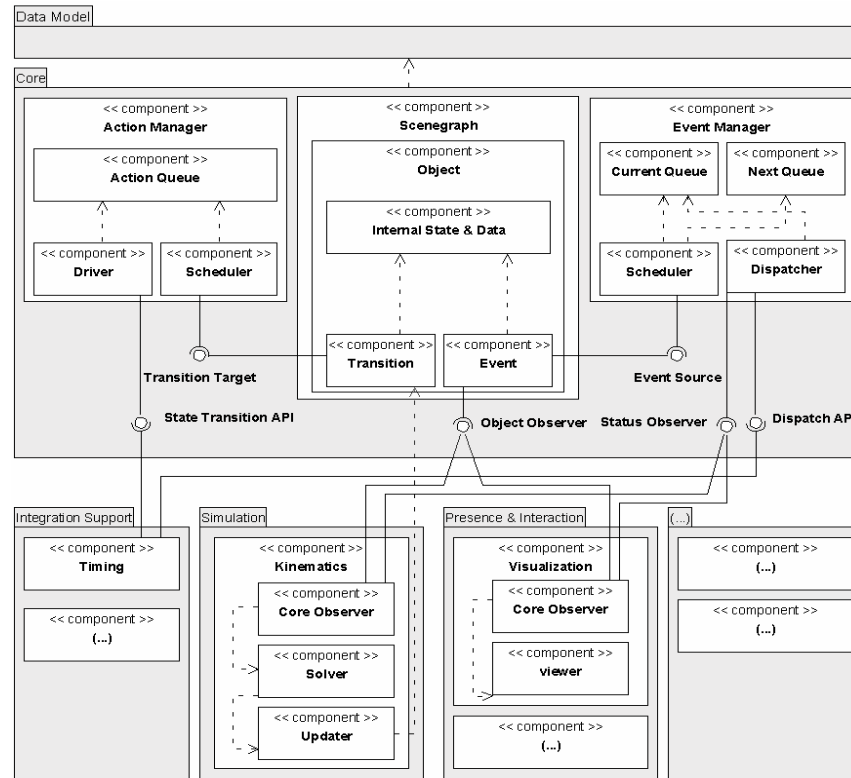 Data Model
Core
<< component >>
Action Manager
<< component >>
Action Queue
<< component >>
Driver
<< component >>
Scheduler
<< component >>
Scenegraph
<< component >>
Object
<< component >>
Internal State & Data
<< component >>
Transition
<< component >>
Event
<< component >>
Event Manager
<< component >>
Current Queue
<< component >>
Next Queue
<< component >>
Scheduler
<< component >>
Dispatcher
Transition Target
Event Source
State Transition API
Object Observer
Status Observer
Dispatch AP
Integration Support
<< component >>
Timing
<< component >>
(...)
Simulation
<< component >>
Kinematics
<< component >>
Core Observer
<< component >>
Solver
<< component >>
Updater
Presence & Interaction
<< component >>
Visualization
<< component >>
Core Observer
<< component >>
viewer
<< component >>
(...)
(...)
<< component >>
(...)
<< component >>
(...)